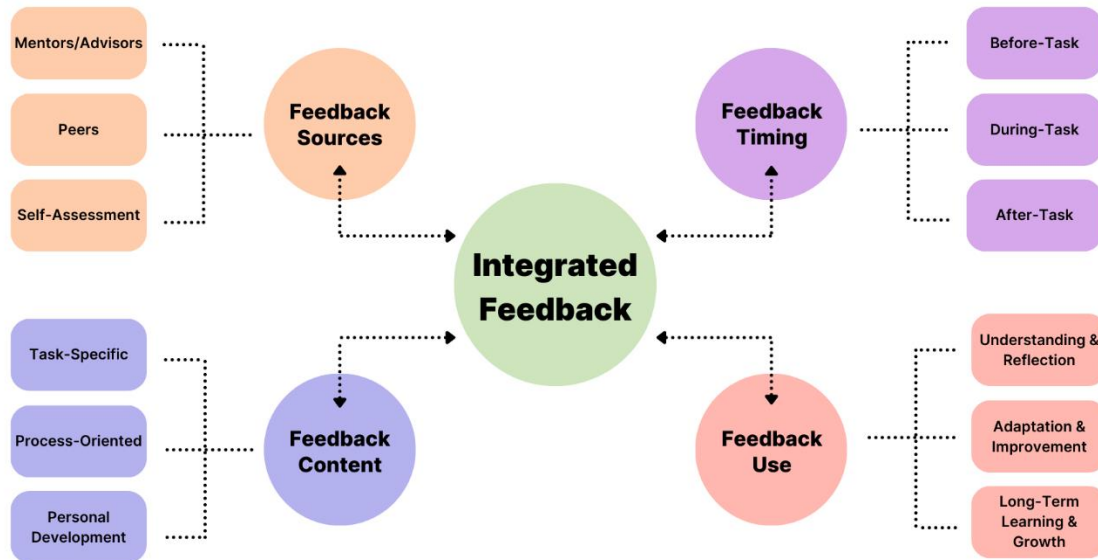 Mentors/Advisors
Peers
Self-Assessment
Feedback
Sources
Feedback
Timing
Before-Task
During-Task
After-Task
Integrated
Feedback
Task-Specific
Process-Oriented
Personal
Development
Feedback
Content
Feedback
Use
Understanding &
Reflection
Adaptation &
Improvement
Long-Term
Learning &
Growth